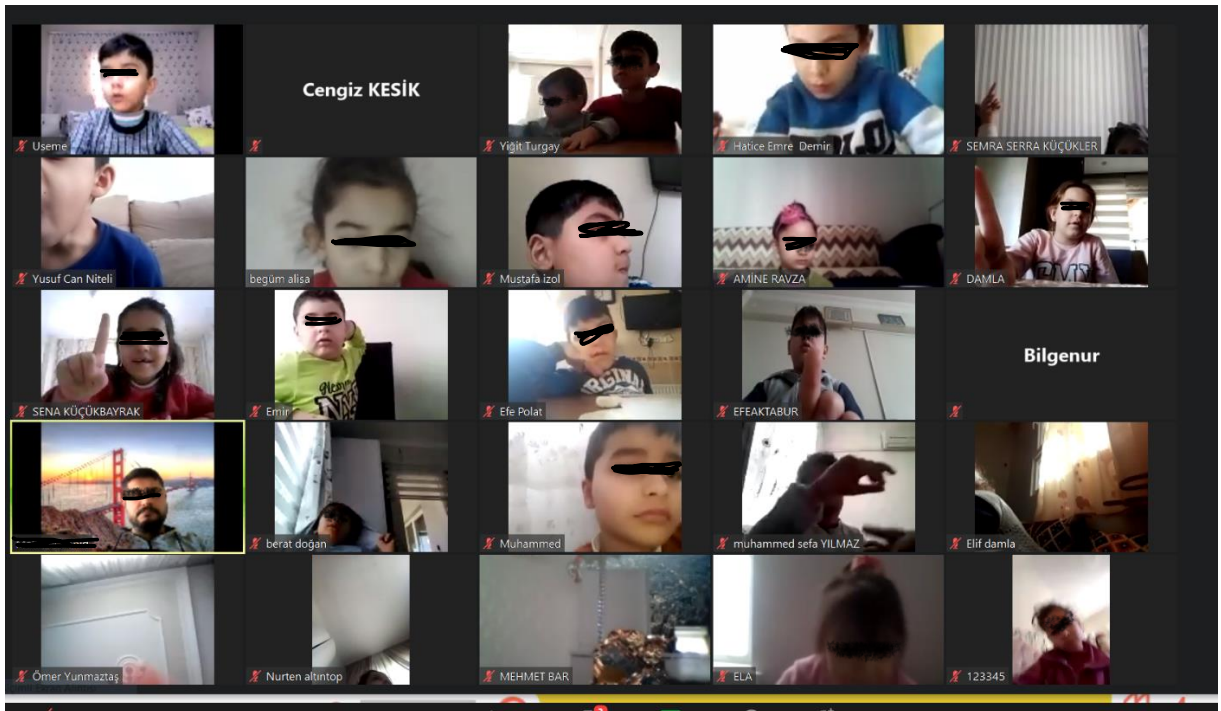 Useme
Cengiz KESİK
Yiğit Turgay
Hatice Emre Demir
SEMRA SERRA KÜÇÜKLER
Yusuf Can Niteli
begüm alisa
Mustafa izol
AMİNE RAVZA
DAMLA
SENA KÜÇÜKBAYRAK
Emir
Efe Polat
EFEAKTABUR
Bilgenur
berat doğan
Muhammed
muhammed sefa YILMAZ
Elif damla
Ömer Yunmaztaş
Nurten altıntop
MEHMET BAR
ELA
123345